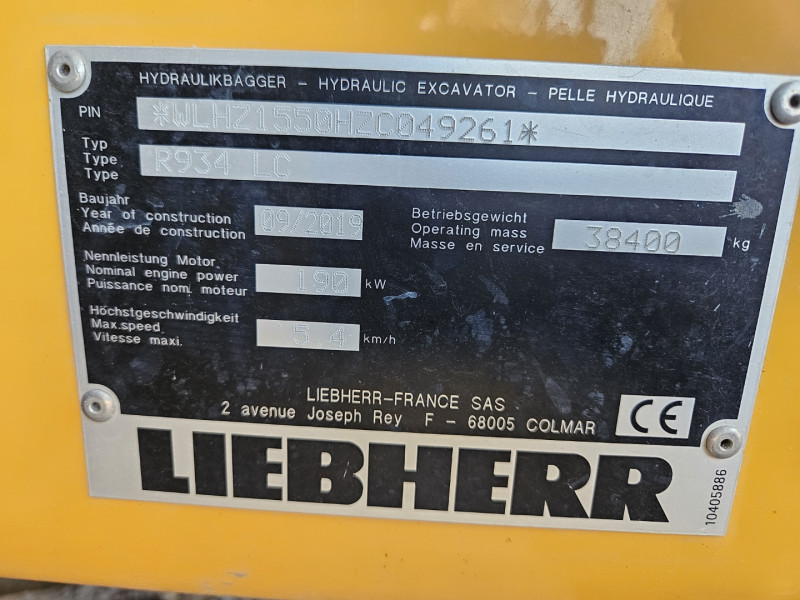 HYDRAULIKBAGGER - HYDRAULIC EXCAVATOR - PELLE HYDRAULIQUE
PIN *WLHZ1550HZC049261*
Typ
Type R934 LC
Type
Baujahr
Year of construction 09/2019
Année de construction
Betriebsgewicht
Operating mass 38400 kg
Masse en service
Nennleistung Motor
Nominal engine power 190 kW
Puissance nom. moteur
Höchstgeschwindigkeit
Max.speed 5.4 km/h
Vitesse maxi.
LIEBHERR-FRANCE SAS
2 avenue Joseph Rey F - 68005 COLMAR
CE
LIEBHERR
10405886